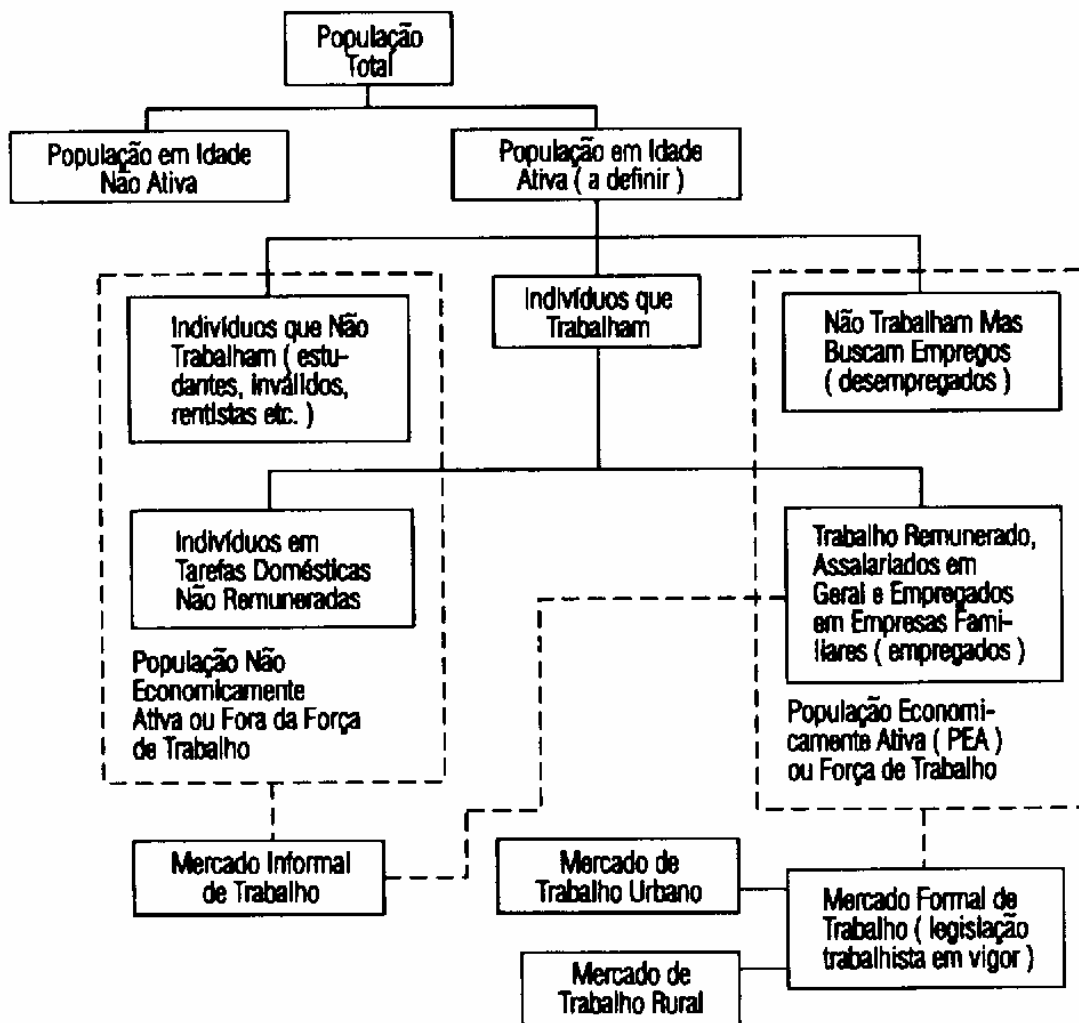 População
Total
População em Idade
Não Ativa
População em Idade
Ativa ( a definir )
Indivíduos que Não
Trabalham ( estu-
dantes, inválidos,
rentistas etc. )
Indivíduos que
Trabalham
Não Trabalham Mas
Buscam Empregos
( desempregados )
Indivíduos em
Tarefas Domésticas
Não Remuneradas
População Não
Economicamente
Ativa ou Fora da Força
de Trabalho
Trabalho Remunerado,
Assalariados em
Geral e Empregados
em Empresas Fami-
liares ( empregados )
População Economi-
camente Ativa ( PEA )
ou Força de Trabalho
Mercado Informal
de Trabalho
Mercado de
Trabalho Urbano
Mercado Formal de
Trabalho ( legislação
trabalhista em vigor )
Mercado de
Trabalho Rural